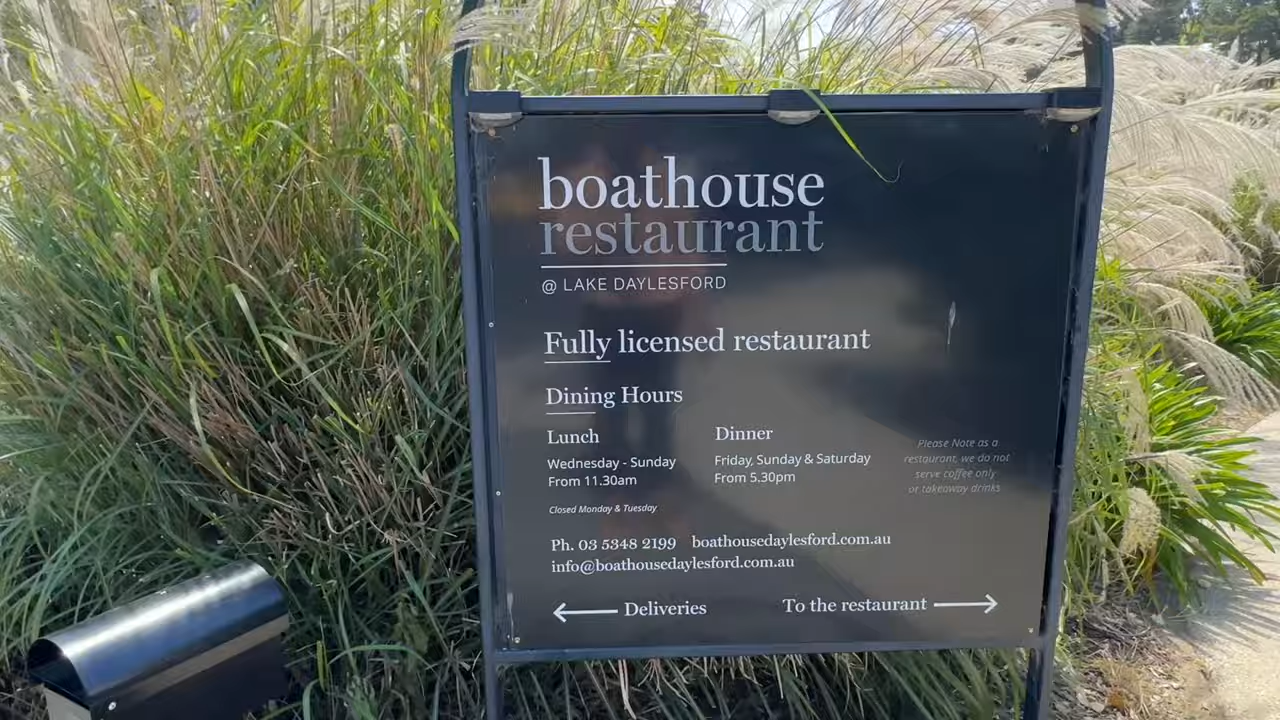 boathouse
restaurant
@ LAKE DAYLESFORD
Fully licensed restaurant
Dining Hours
Lunch
Wednesday - Sunday
From 11.30am
Closed Monday & Tuesday
Dinner
Friday, Sunday & Saturday
From 5.30pm
Please Note as a
restaurant, we do not
serve coffee only
or takeaway drinks
Ph. 03 5348 2199 boathousedaylesford.com.au
info@boathousedaylesford.com.au
← Deliveries To the restaurant →